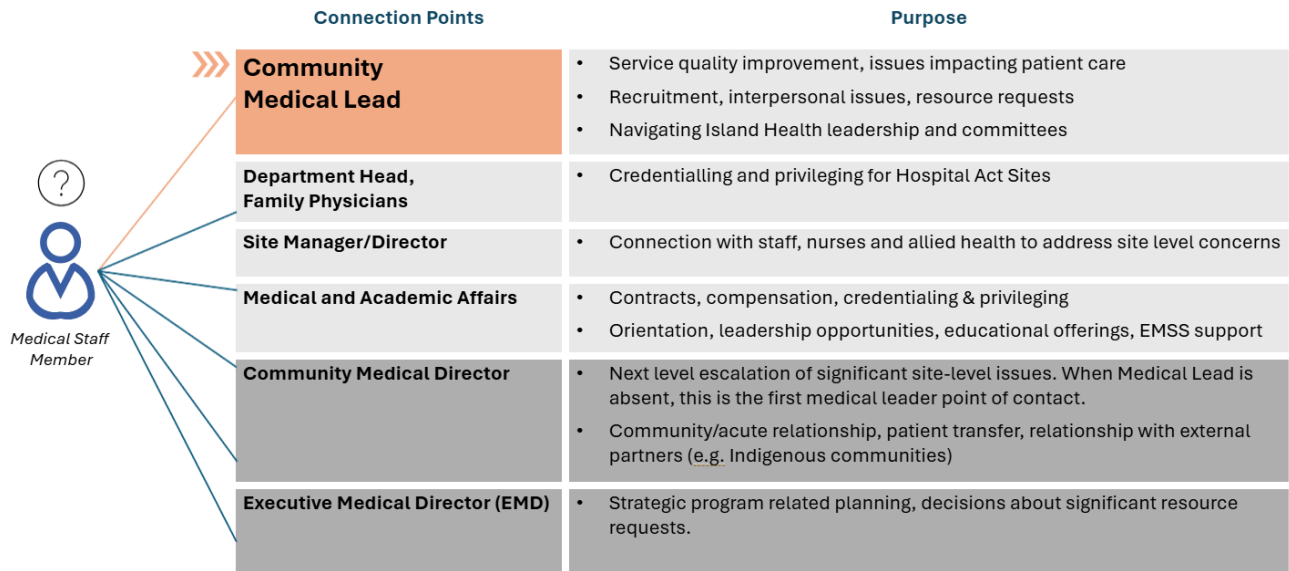 Connection Points
Purpose
Community
Medical Lead
• Service quality improvement, issues impacting patient care
• Recruitment, interpersonal issues, resource requests
• Navigating Island Health leadership and committees
?
Medical Staff
Member
Department Head,
Family Physicians
• Credentialling and privileging for Hospital Act Sites
Site Manager/Director
• Connection with staff, nurses and allied health to address site level concerns
Medical and Academic Affairs
• Contracts, compensation, credentialing & privileging
• Orientation, leadership opportunities, educational offerings, EMSS support
Community Medical Director
• Next level escalation of significant site-level issues. When Medical Lead is
absent, this is the first medical leader point of contact.
• Community/acute relationship, patient transfer, relationship with external
partners (e.g. Indigenous communities)
Executive Medical Director (EMD)
• Strategic program related planning, decisions about significant resource
requests.